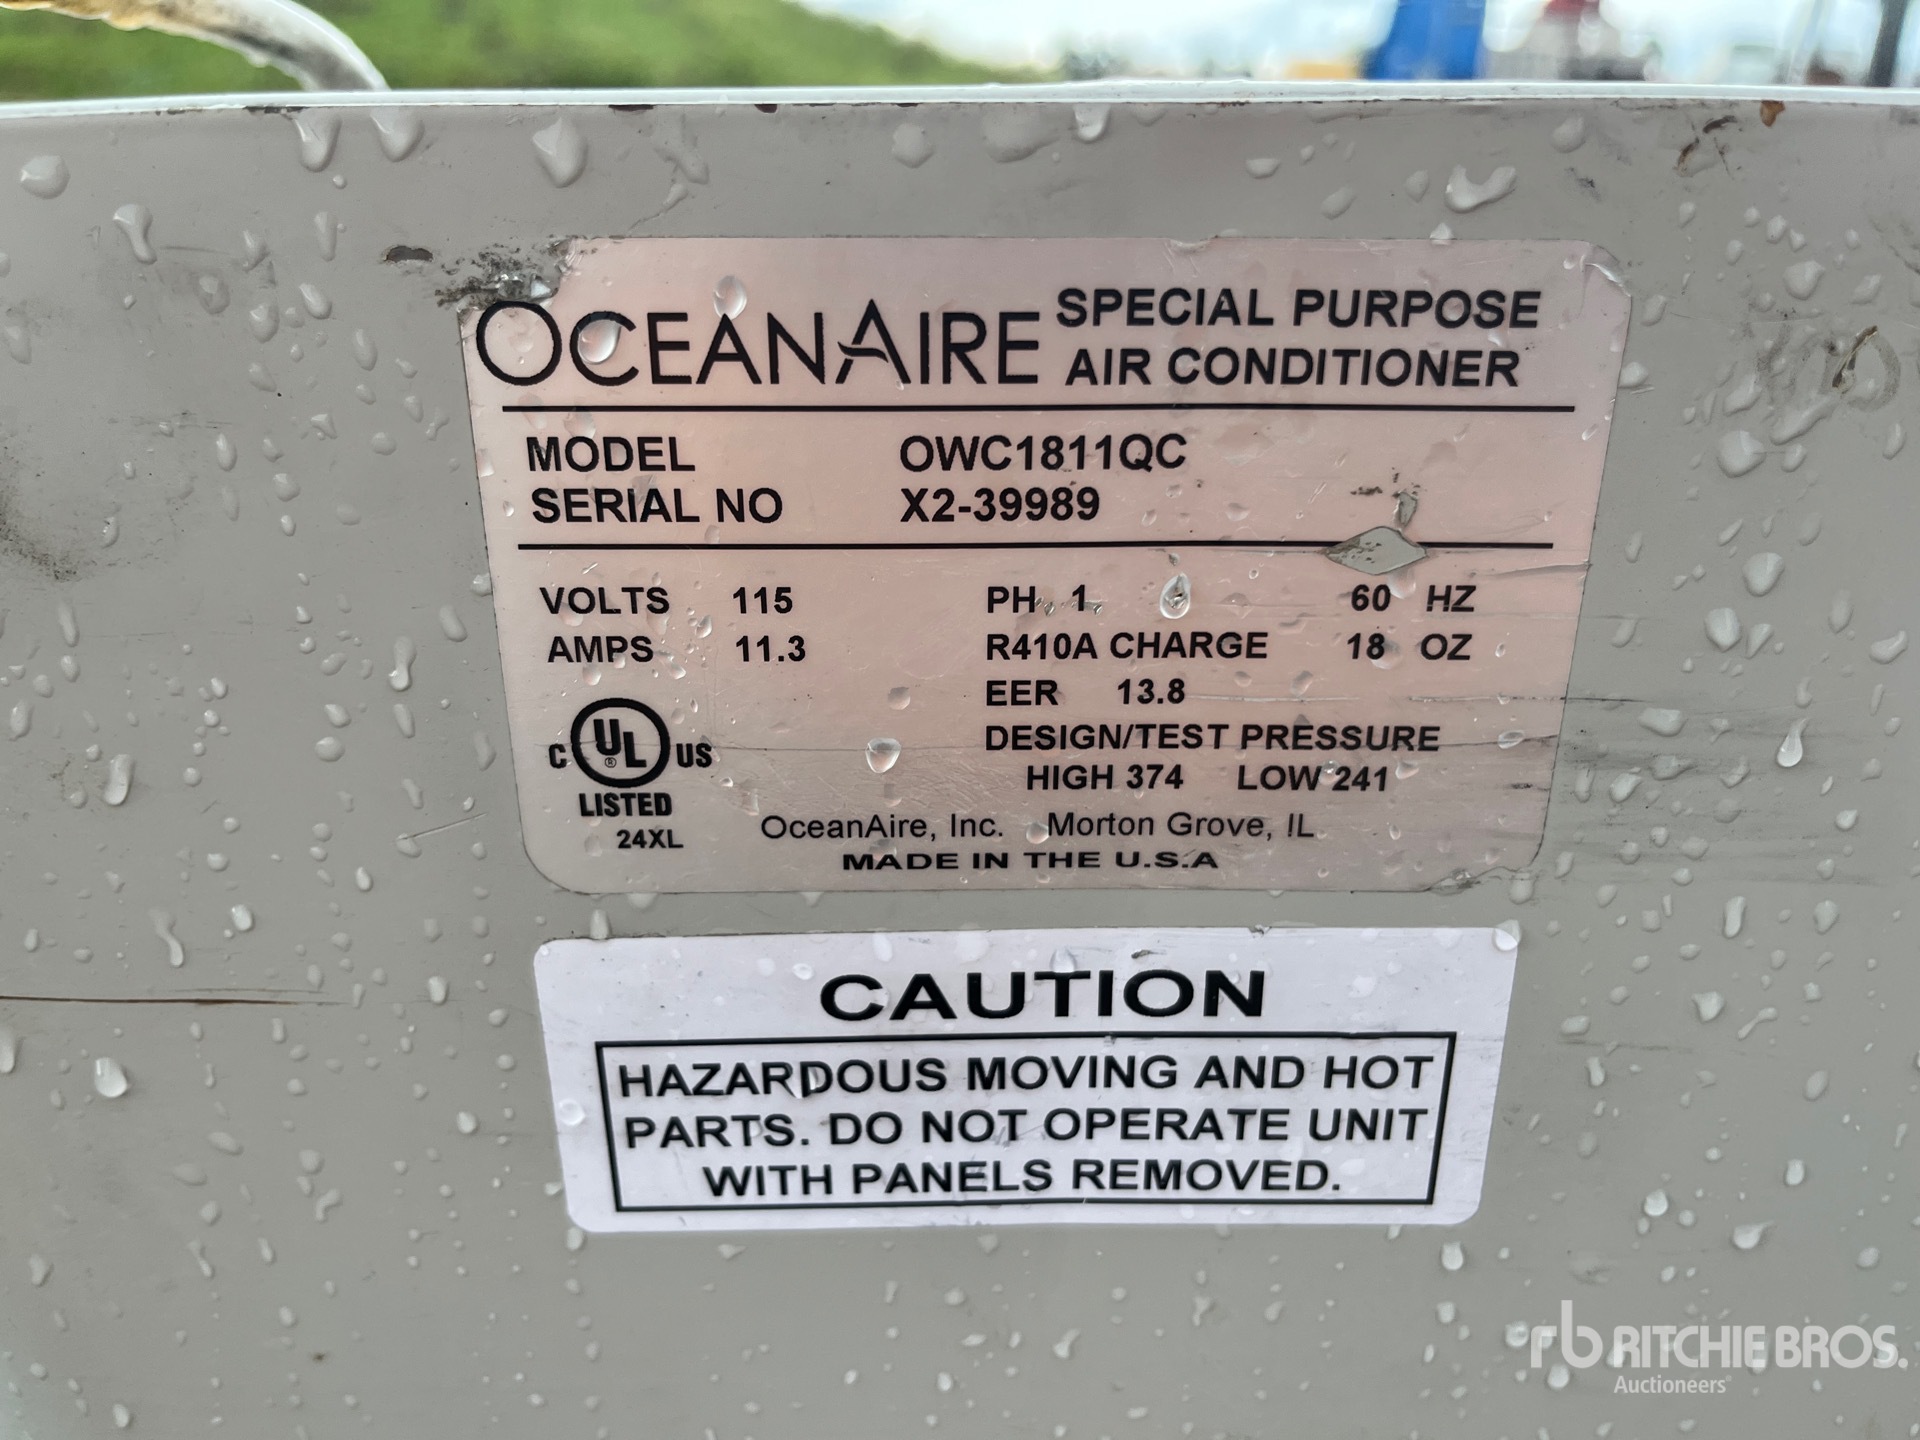 OCEANAIRE SPECIAL PURPOSE
AIR CONDITIONER
MODEL OWC1811QC
SERIAL NO X2-39989
VOLTS 115 PH 1 60 HZ
AMPS 11.3 R410A CHARGE 18 OZ
EER 13.8
DESIGN/TEST PRESSURE
HIGH 374 LOW 241
C UL ® US
LISTED
24XL
OceanAire, Inc. Morton Grove, IL
MADE IN THE U.S.A
CAUTION
HAZARDOUS MOVING AND HOT
PARTS. DO NOT OPERATE UNIT
WITH PANELS REMOVED.
rb RITCHIE BROS.
Auctioneers